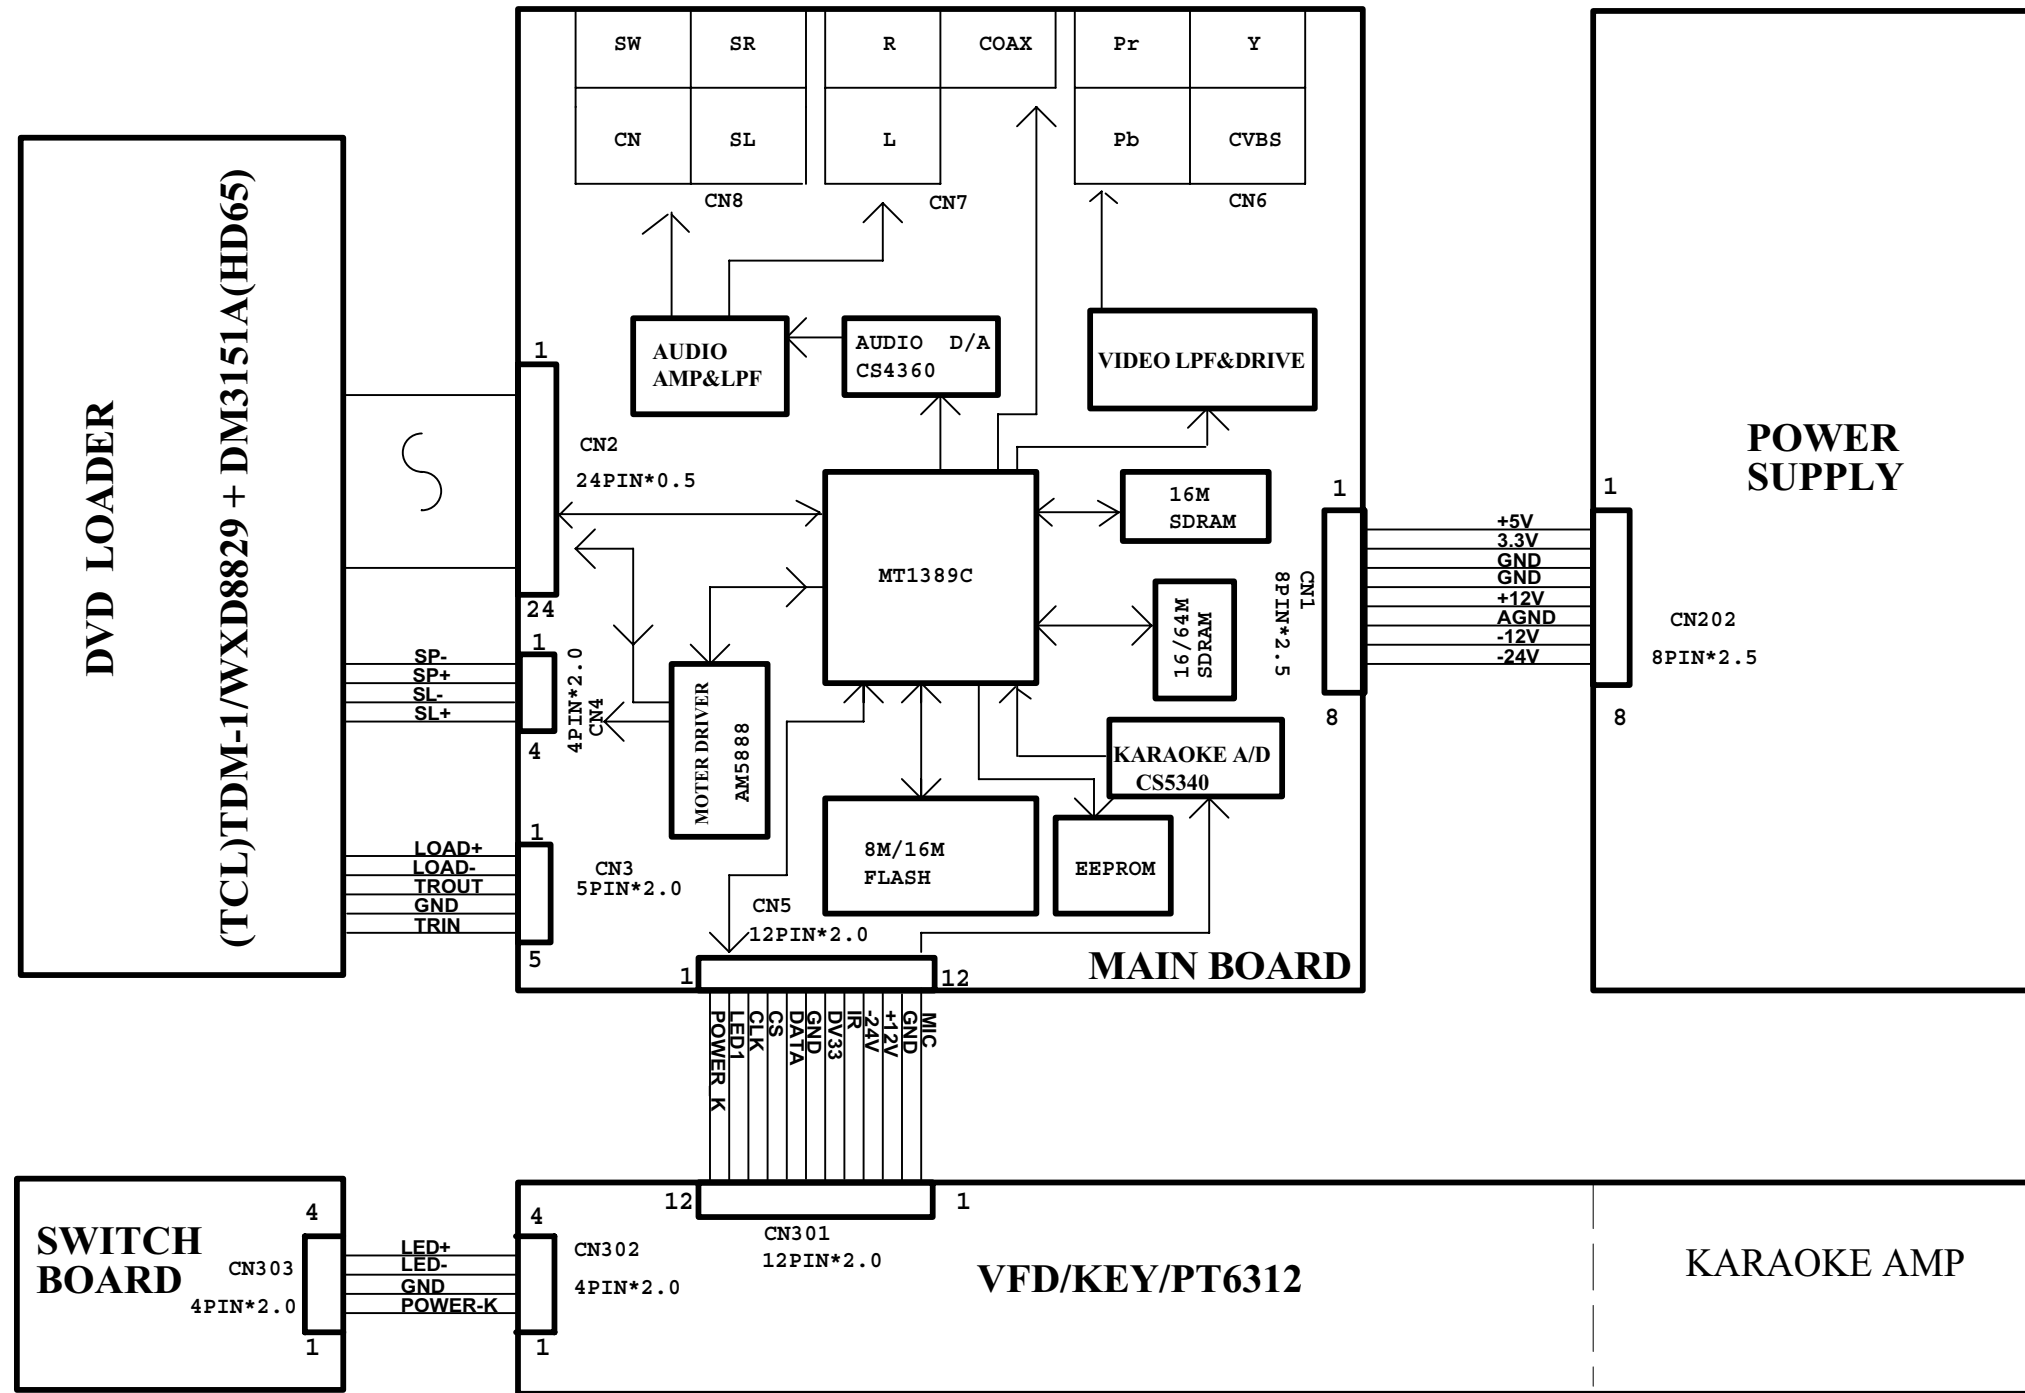 SW SR R COAX Pr Y
CN SL L Pb CVBS
CN8 CN7 CN6
DVD LOADER
(TCL)TDM-1/WXD8829 + DM3151A(HD65)
AUDIO
AMP&LPF
AUDIO D/A
CS4360
VIDEO LPF&DRIVE
1
CN2
24PIN*0.5
24
MT1389C
16M
SDRAM
16/64M
SDRAM
1
CN1
8PIN*2.5
8
+5V
3.3V
GND
GND
+12V
AGND
-12V
-24V
POWER
SUPPLY
1
CN202
8PIN*2.5
8
SP-
SP+
SL-
SL+
1
4PIN*2.0
CN4
4
MOTER DRIVER
AM5888
KARAOKE A/D
CS5340
8M/16M
FLASH
EEPROM
LOAD+
LOAD-
TROUT
GND
TRIN
1
CN3
5PIN*2.0
5
CN5
12PIN*2.0
1
12
MAIN BOARD
POWER K
LED1
CLK
CS
DATA
GND
DV33
IR
-24V
+12V
GND
MIC
12
1
CN301
12PIN*2.0
SWITCH
BOARD
4
CN303
4PIN*2.0
1
LED+
LED-
GND
POWER-K
4
CN302
4PIN*2.0
1
VFD/KEY/PT6312
KARAOKE AMP